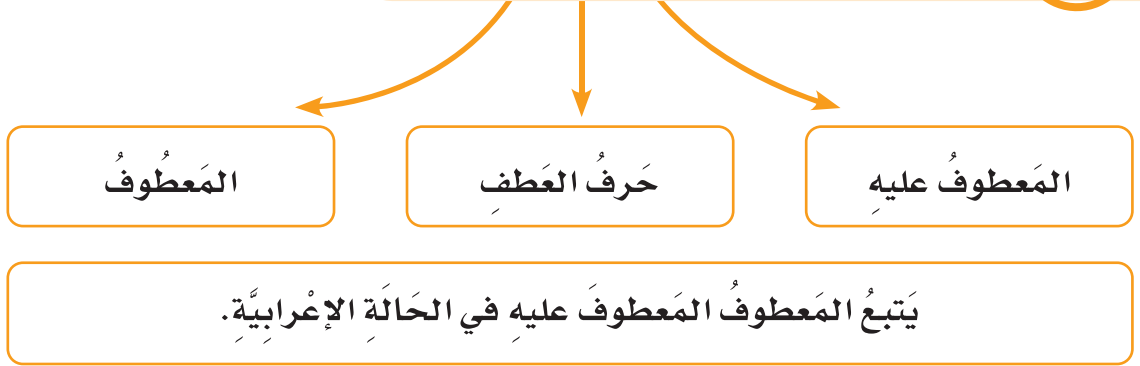 المَعطوفُ عليهِ
حَرفُ العَطفِ
المَعطُوفُ
يَتبعُ المَعطوفُ المَعطوفَ عليهِ في الحَالَةِ الإعْرابِيَّةِ.